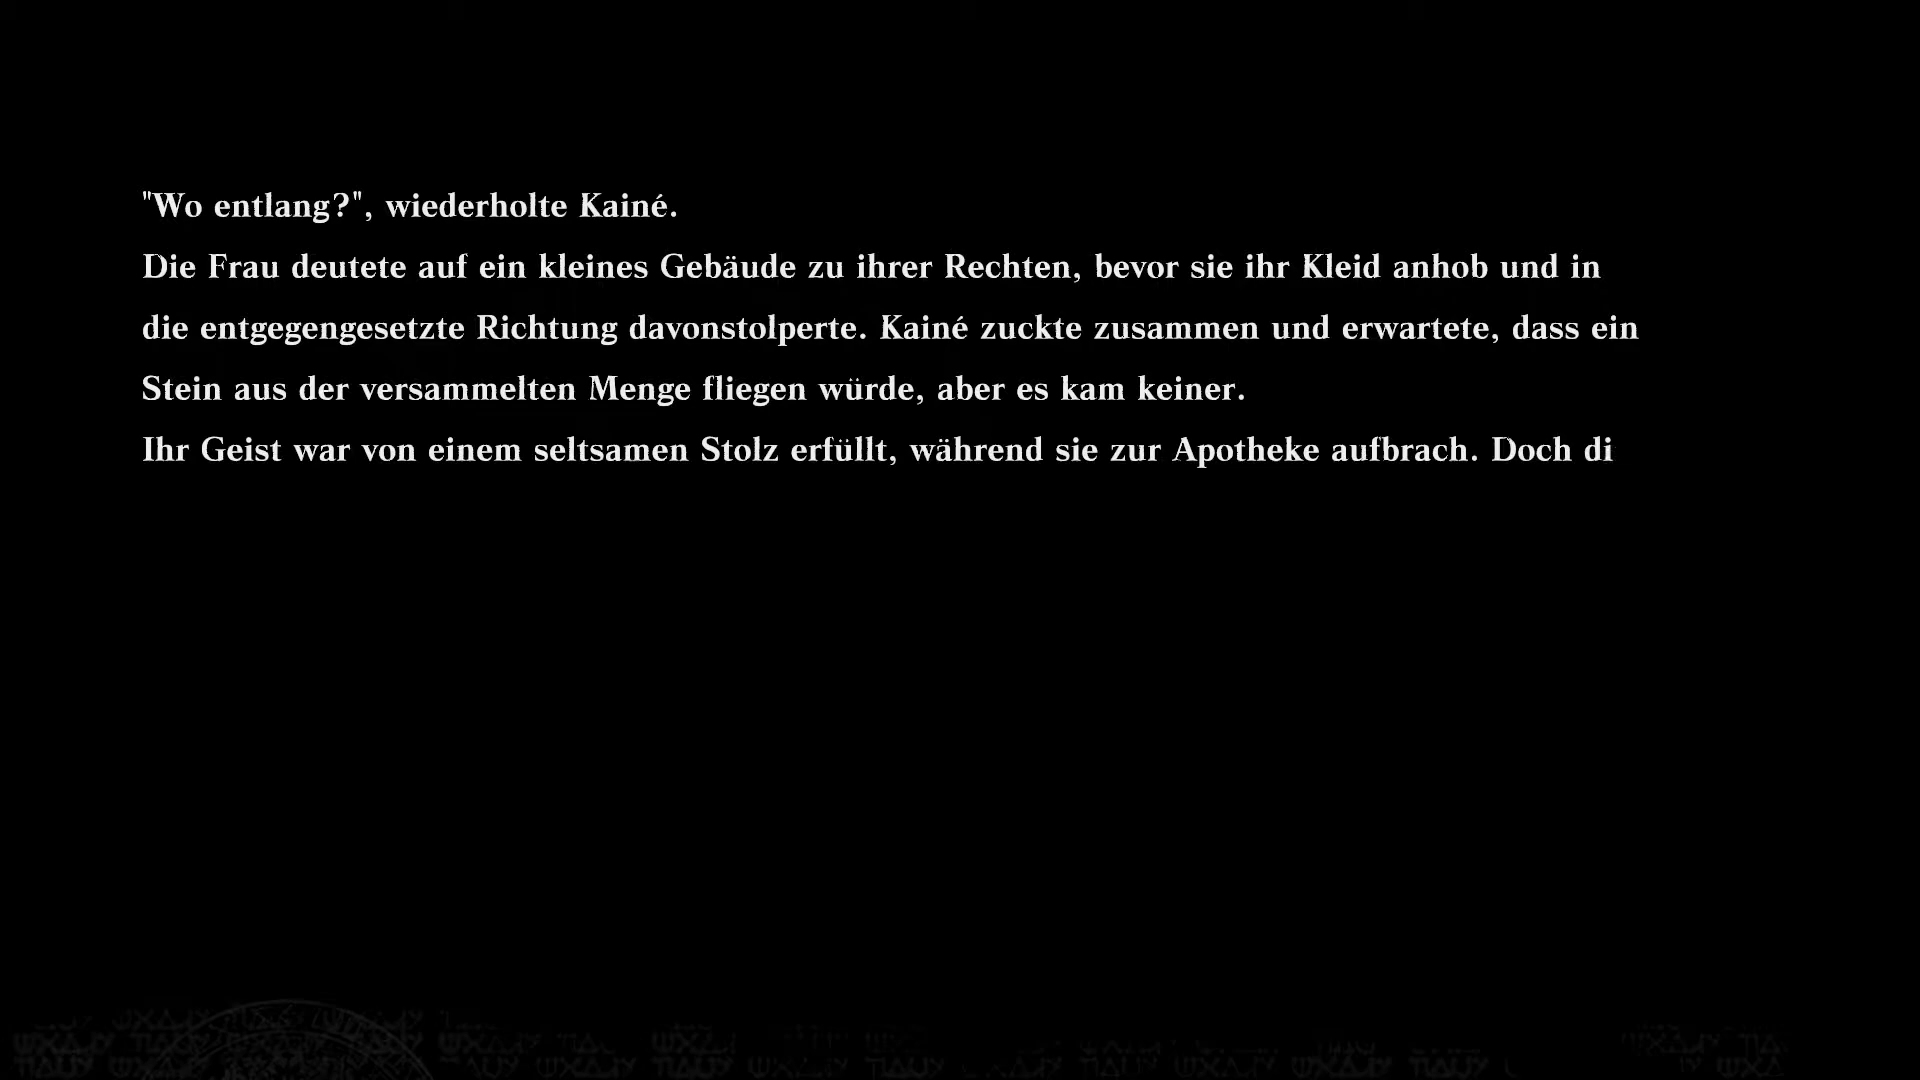 "Wo entlang?", wiederholte Kainé.
Die Frau deutete auf ein kleines Gebäude zu ihrer Rechten, bevor sie ihr Kleid anhob und in
die entgegengesetzte Richtung davonstolperte. Kainé zuckte zusammen und erwartete, dass ein
Stein aus der versammelten Menge fliegen würde, aber es kam keiner.
Ihr Geist war von einem seltsamen Stolz erfüllt, während sie zur Apotheke aufbrach. Doch di